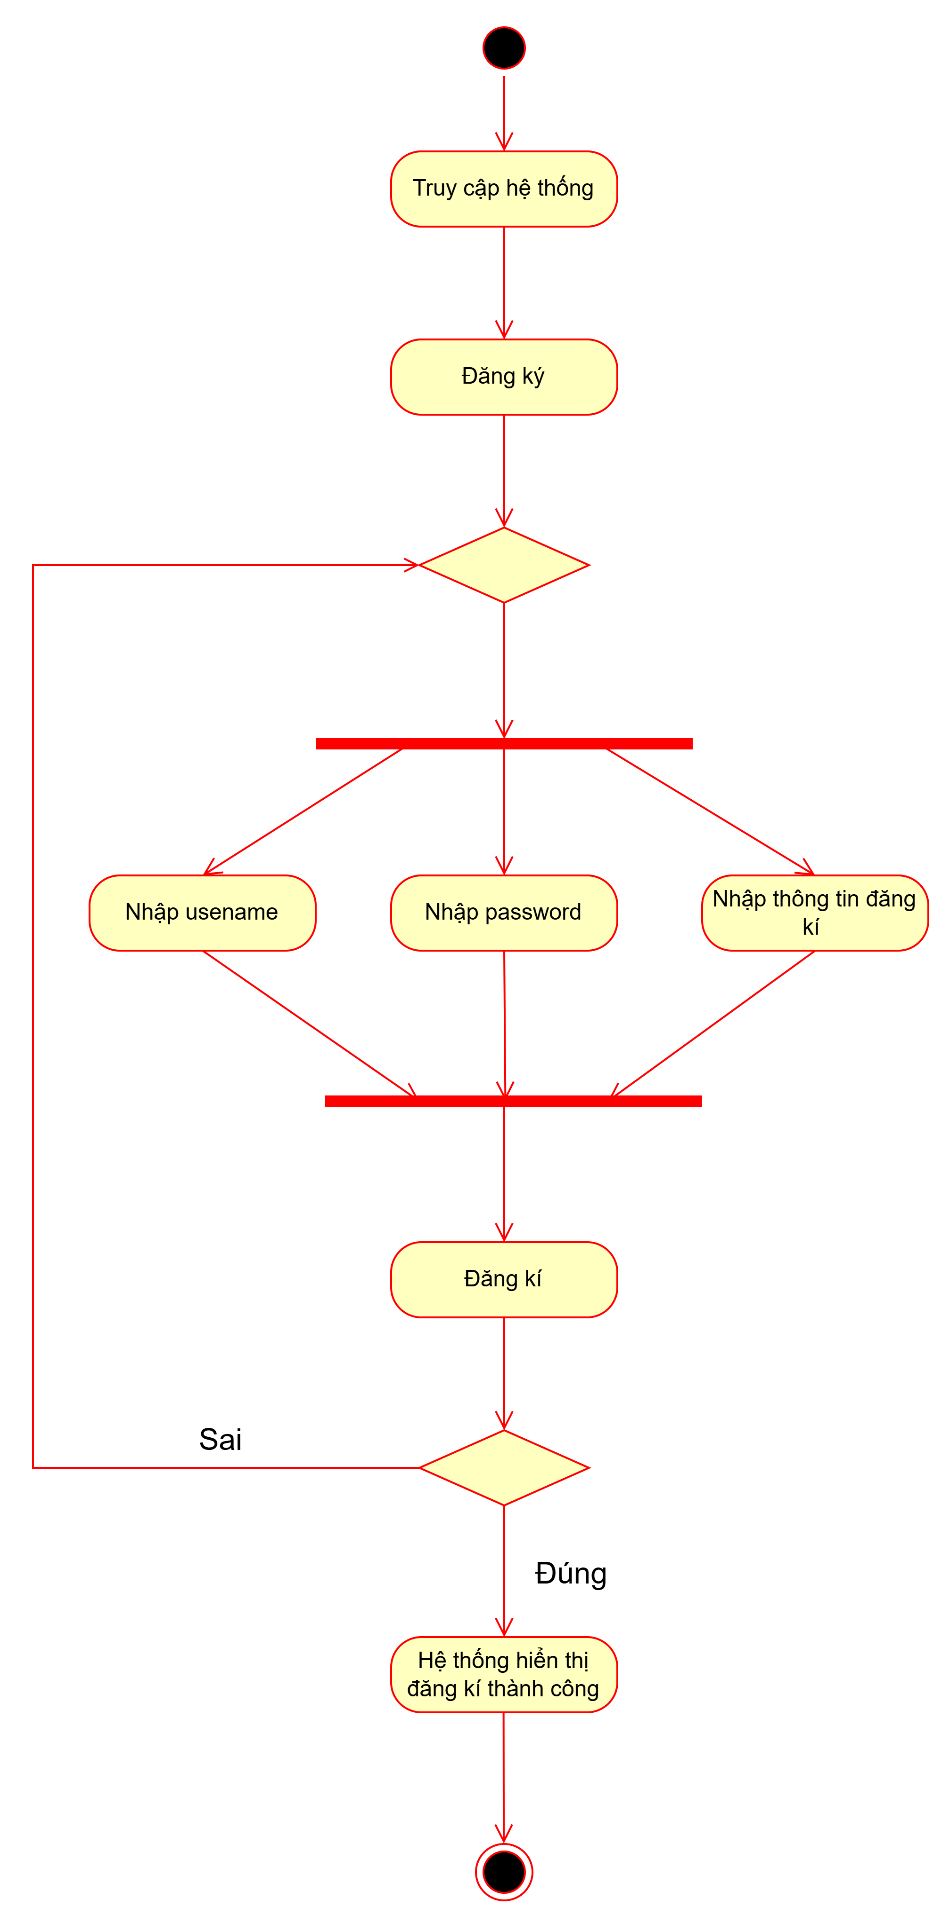 Truy cập hệ thống
Đăng ký
Nhập usename
Nhập password
Nhập thông tin đăng
kí
Đăng kí
Sai
Đúng
Hệ thống hiển thị
đăng kí thành công